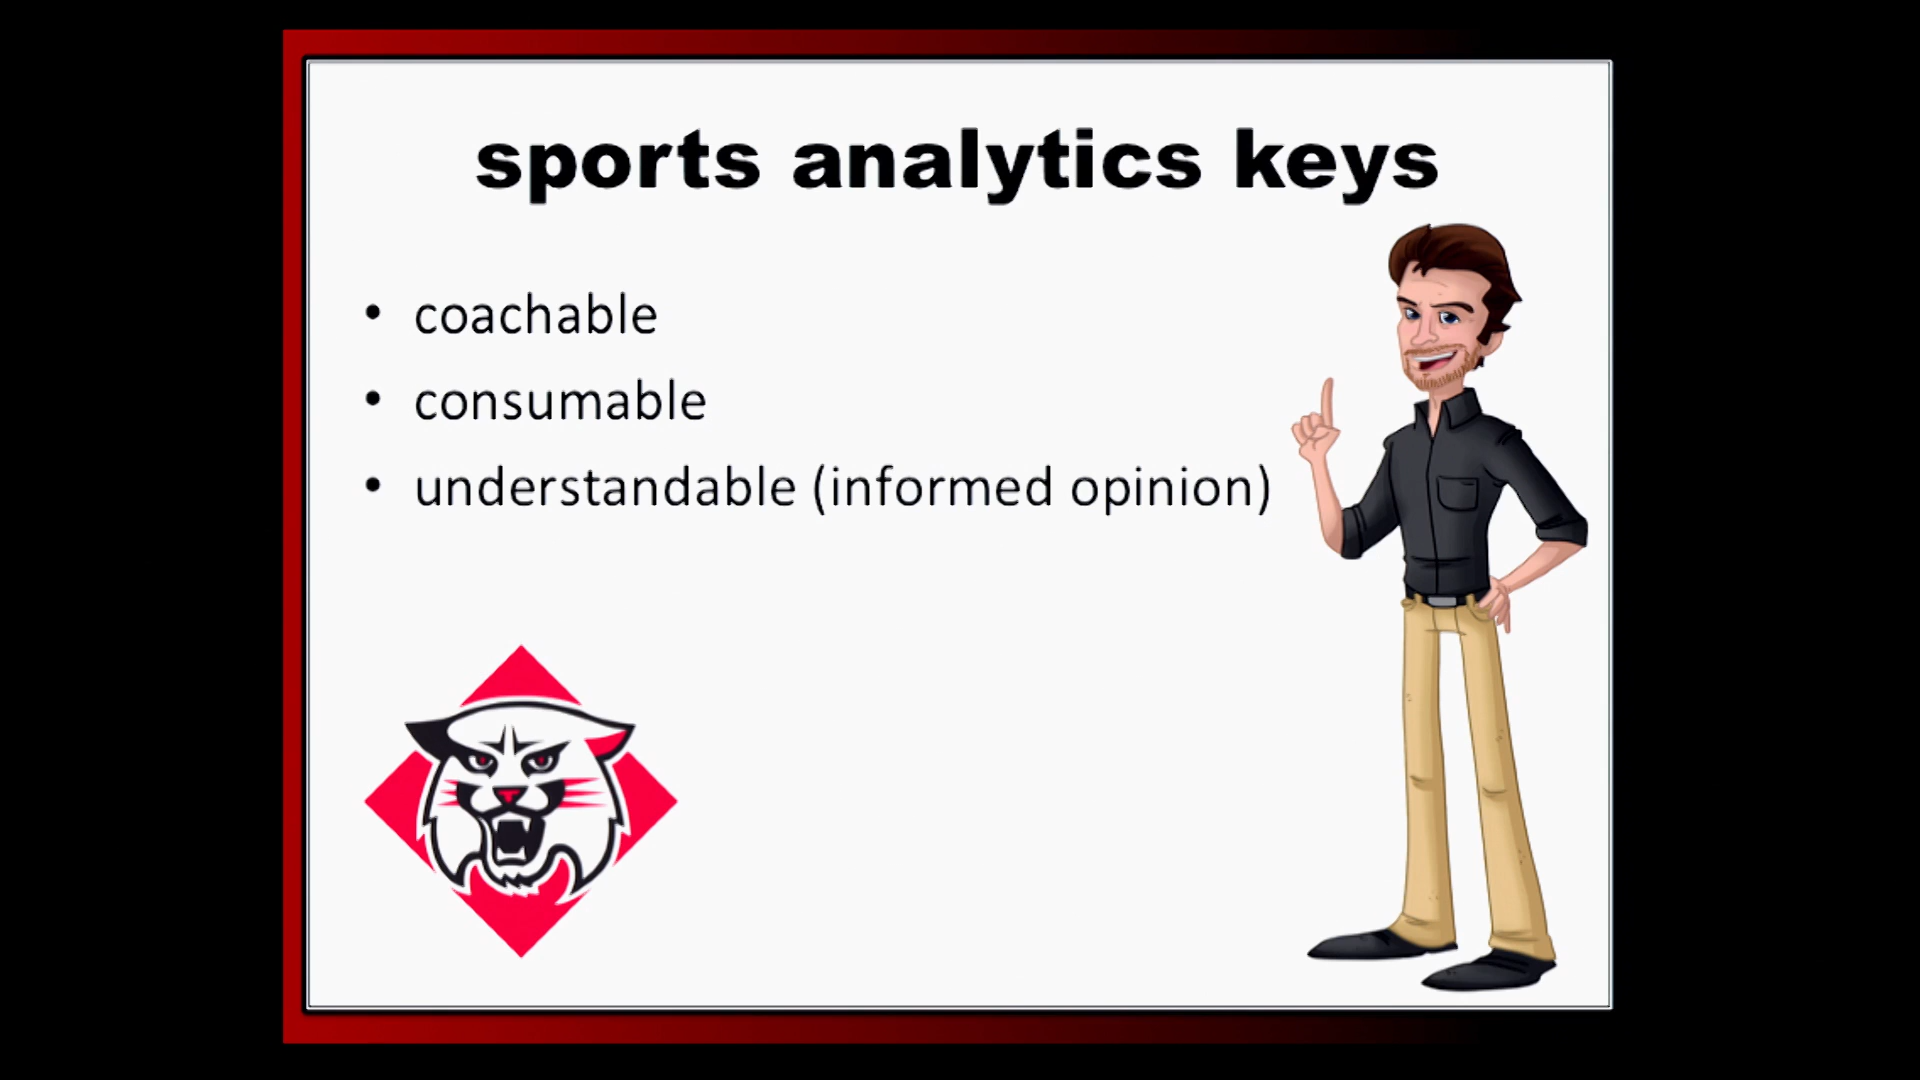 sports analytics keys
• coachable
• consumable
• understandable (informed opinion)